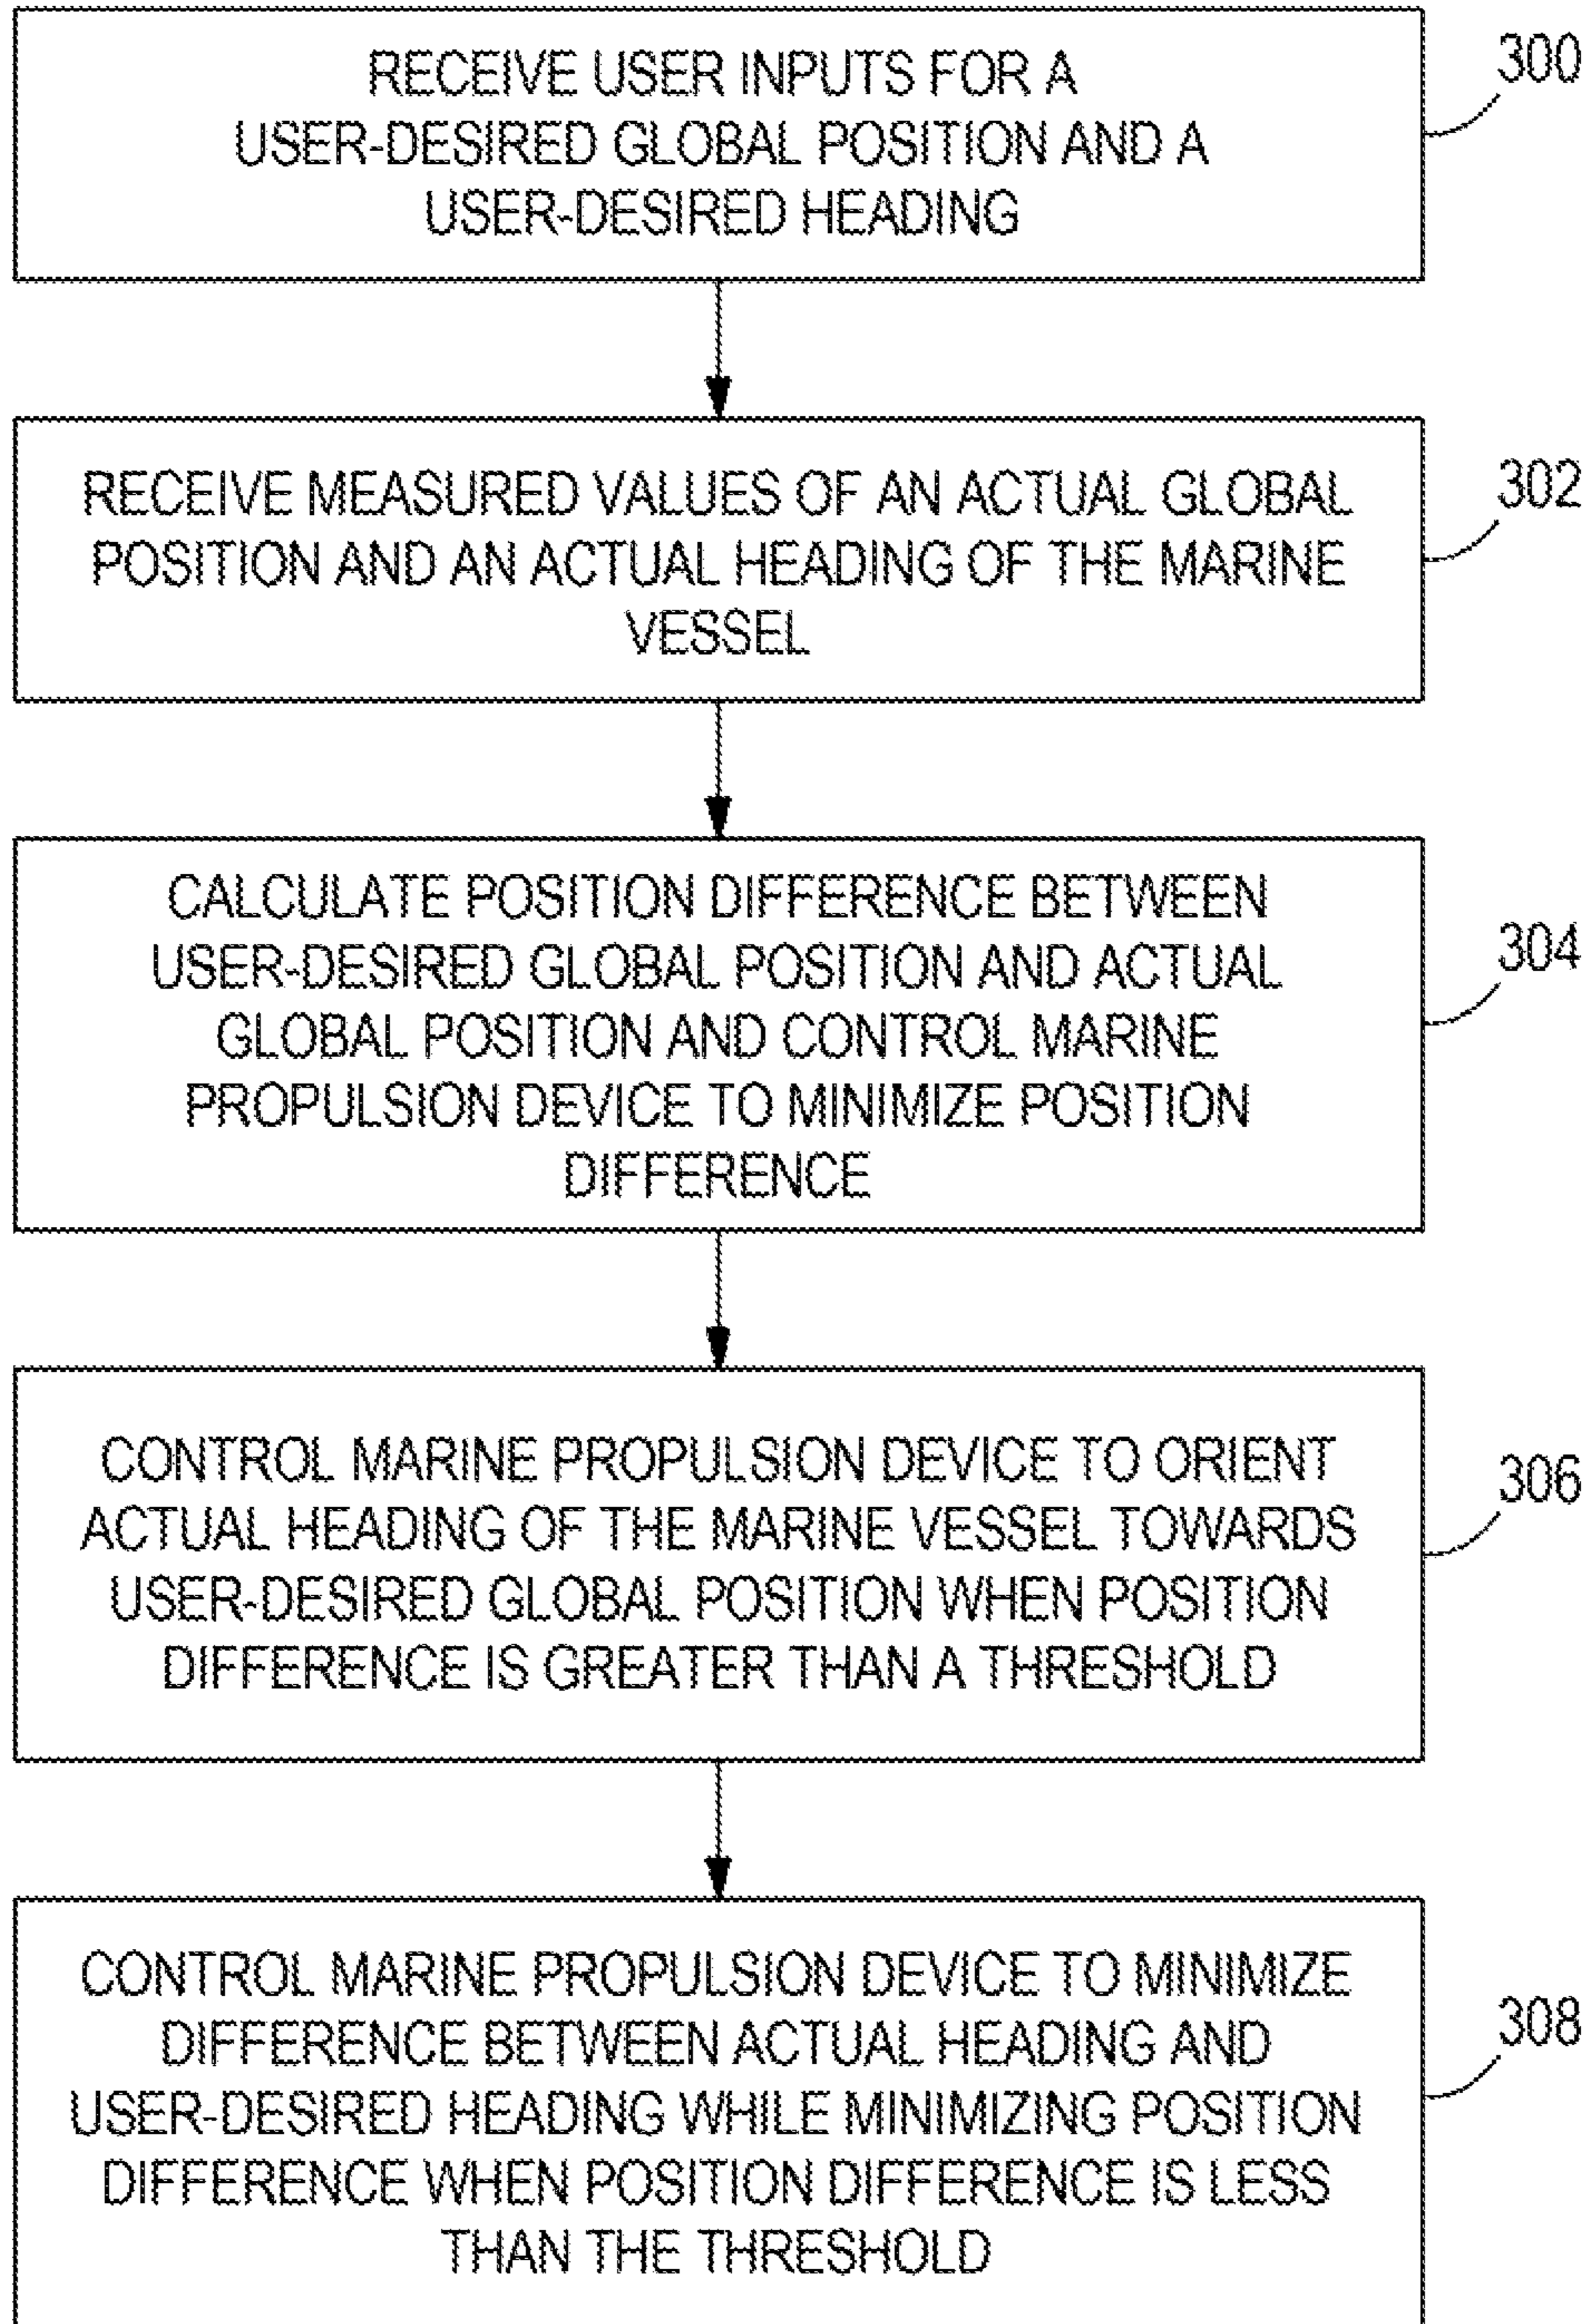 RECEIVE USER INPUTS FOR A
USER-DESIRED GLOBAL POSITION AND A
USER-DESIRED HEADING
300
RECEIVE MEASURED VALUES OF AN ACTUAL GLOBAL
POSITION AND AN ACTUAL HEADING OF THE MARINE
VESSEL
302
CALCULATE POSITION DIFFERENCE BETWEEN
USER-DESIRED GLOBAL POSITION AND ACTUAL
GLOBAL POSITION AND CONTROL MARINE
PROPULSION DEVICE TO MINIMIZE POSITION
DIFFERENCE
304
CONTROL MARINE PROPULSION DEVICE TO ORIENT
ACTUAL HEADING OF THE MARINE VESSEL TOWARDS
USER-DESIRED GLOBAL POSITION WHEN POSITION
DIFFERENCE IS GREATER THAN A THRESHOLD
306
CONTROL MARINE PROPULSION DEVICE TO MINIMIZE
DIFFERENCE BETWEEN ACTUAL HEADING AND
USER-DESIRED HEADING WHILE MINIMIZING POSITION
DIFFERENCE WHEN POSITION DIFFERENCE IS LESS
THAN THE THRESHOLD
308